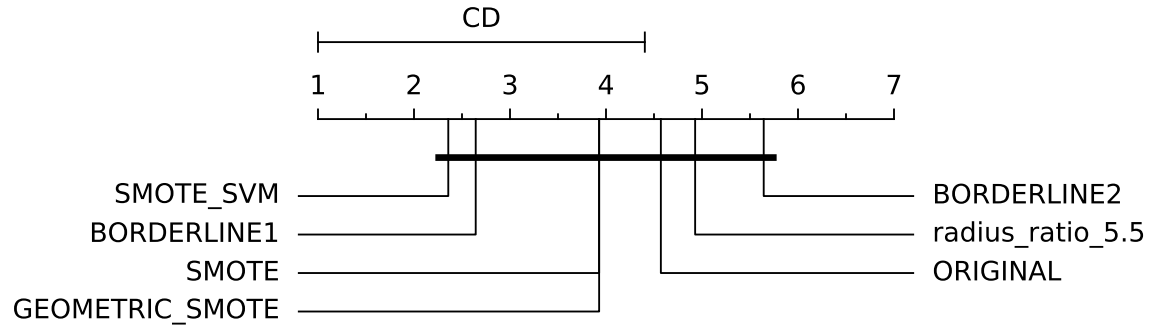 CD
1 2 3 4 5 6 7
SMOTE_SVM
BORDERLINE1
SMOTE
GEOMETRIC_SMOTE
BORDERLINE2
radius_ratio_5.5
ORIGINAL